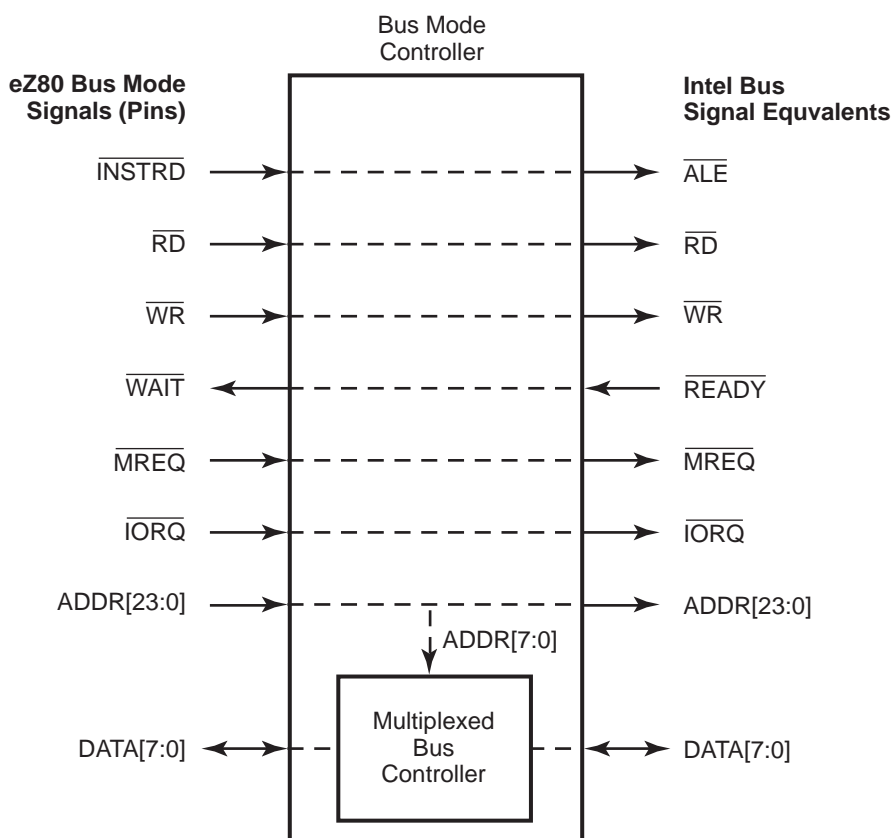 Bus Mode
Controller
eZ80 Bus Mode
Signals (Pins)
Intel Bus
Signal Equvalents
INSTRD
ALE
RD
RD
WR
WR
WAIT
READY
MREQ
MREQ
IORQ
IORQ
ADDR[23:0]
ADDR[23:0]
ADDR[7:0]
Multiplexed
Bus
Controller
DATA[7:0]
DATA[7:0]